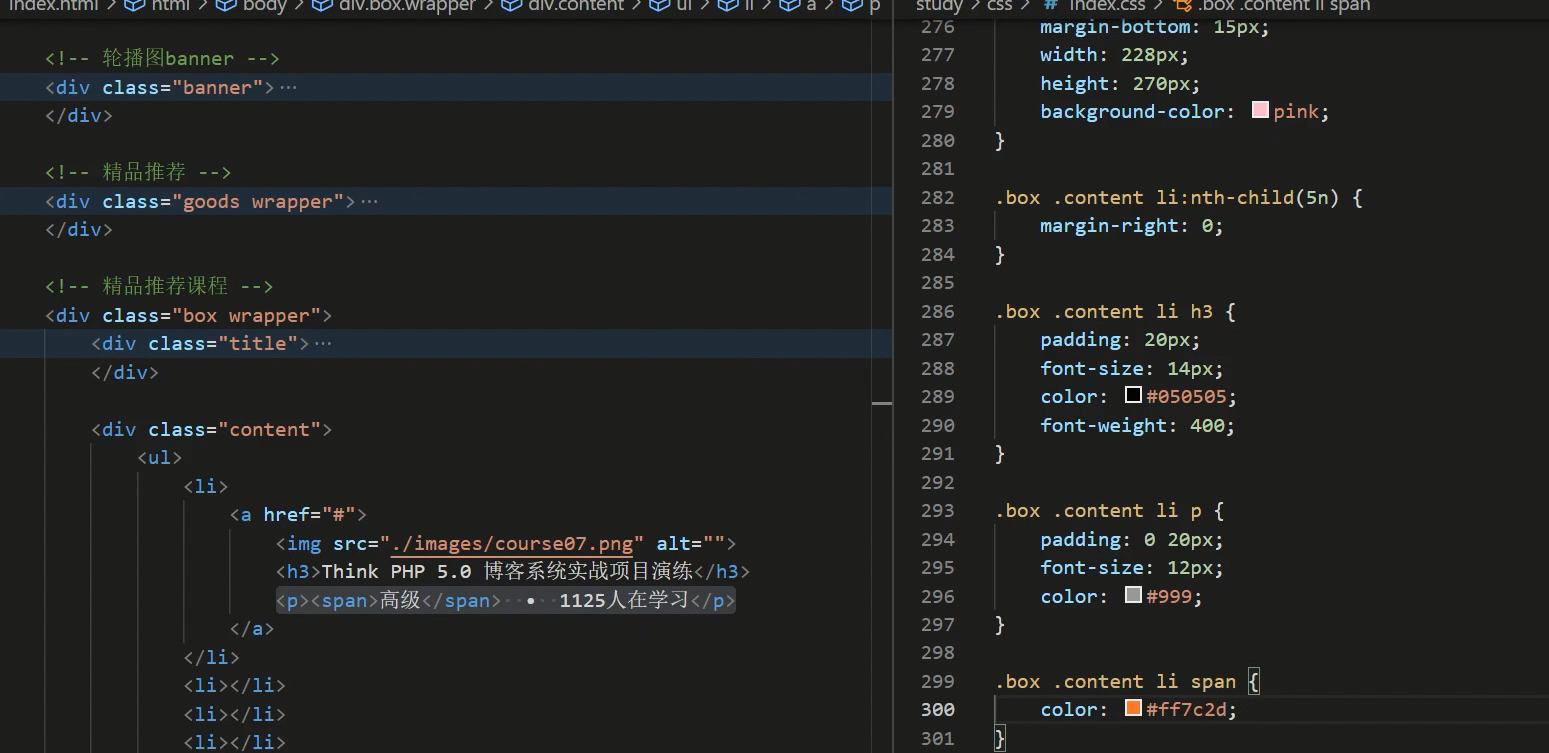 index.html > html > body > div.box.wrapper > div.content > ul > li > a > p
<!-- 轮播图banner -->
<div class="banner">···
</div>
<!-- 精品推荐 -->
<div class="goods wrapper">···
</div>
<!-- 精品推荐课程 -->
<div class="box wrapper">
<div class="title">···
</div>
<div class="content">
<ul>
<li>
<a href="#">
<img src="./images/course07.png" alt="">
<h3>Think PHP 5.0 博客系统实战项目演练</h3>
<p><span>高级</span> • 1125人在学习</p>
</a>
</li>
<li></li>
<li></li>
<li></li>
study > css > # index.css > .box .content li span
276 margin-bottom: 15px;
277 width: 228px;
278 height: 270px;
279 background-color: pink;
280 }
281
282 .box .content li:nth-child(5n) {
283 margin-right: 0;
284 }
285
286 .box .content li h3 {
287 padding: 20px;
288 font-size: 14px;
289 color: #050505;
290 font-weight: 400;
291 }
292
293 .box .content li p {
294 padding: 0 20px;
295 font-size: 12px;
296 color: #999;
297 }
298
299 .box .content li span {
300 color: #ff7c2d;
301 }